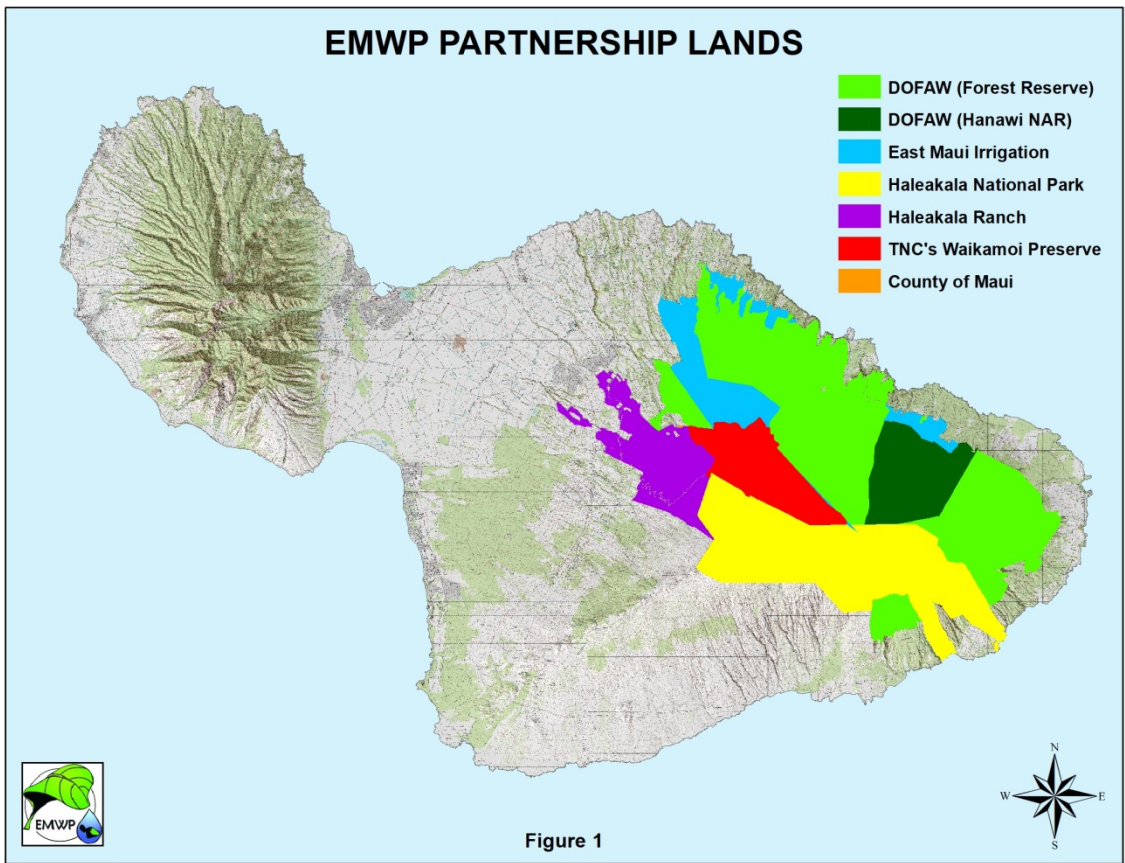 EMWP PARTNERSHIP LANDS
DOFAW (Forest Reserve)
DOFAW (Hanawi NAR)
East Maui Irrigation
Haleakala National Park
Haleakala Ranch
TNC's Waikamoi Preserve
County of Maui
EMWP
Figure 1
N
W
E
S